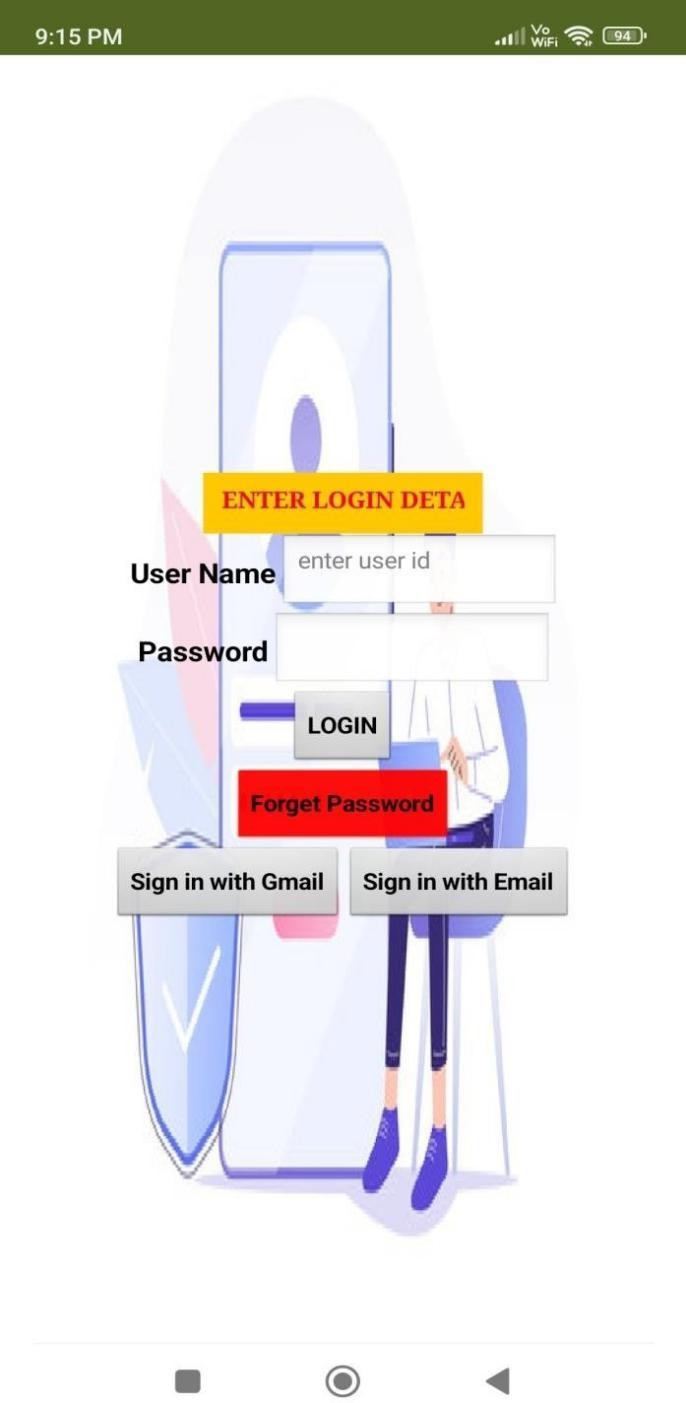 9:15 PM
Vo
WiFi
94
ENTER LOGIN DETA
User Name
enter user id
Password
LOGIN
Forget Password
Sign in with Gmail
Sign in with Email